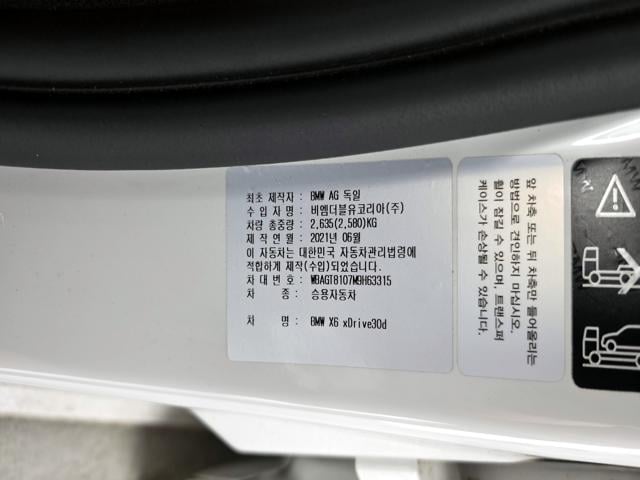 최초 제작자 : BMW AG 독일
수 입 자 명 : 비엠더블유코리아(주)
차량 총중량 : 2,635(2,580)KG
제 작 연 월 : 2021년 06월
이 자동차는 대한민국 자동차관리법령에
적합하게 제작(수입)되었습니다.
차 대 번 호 : WBAGT8107M9H63315
차 종 : 승용자동차
차 명 : BMW X6 xDrive30d
앞 차축 또는 뒤 차축만 들어올리는
방법으로 견인하지 마십시오.
휠이 잠길 수 있으며, 트랜스퍼
케이스가 손상될 수 있습니다.